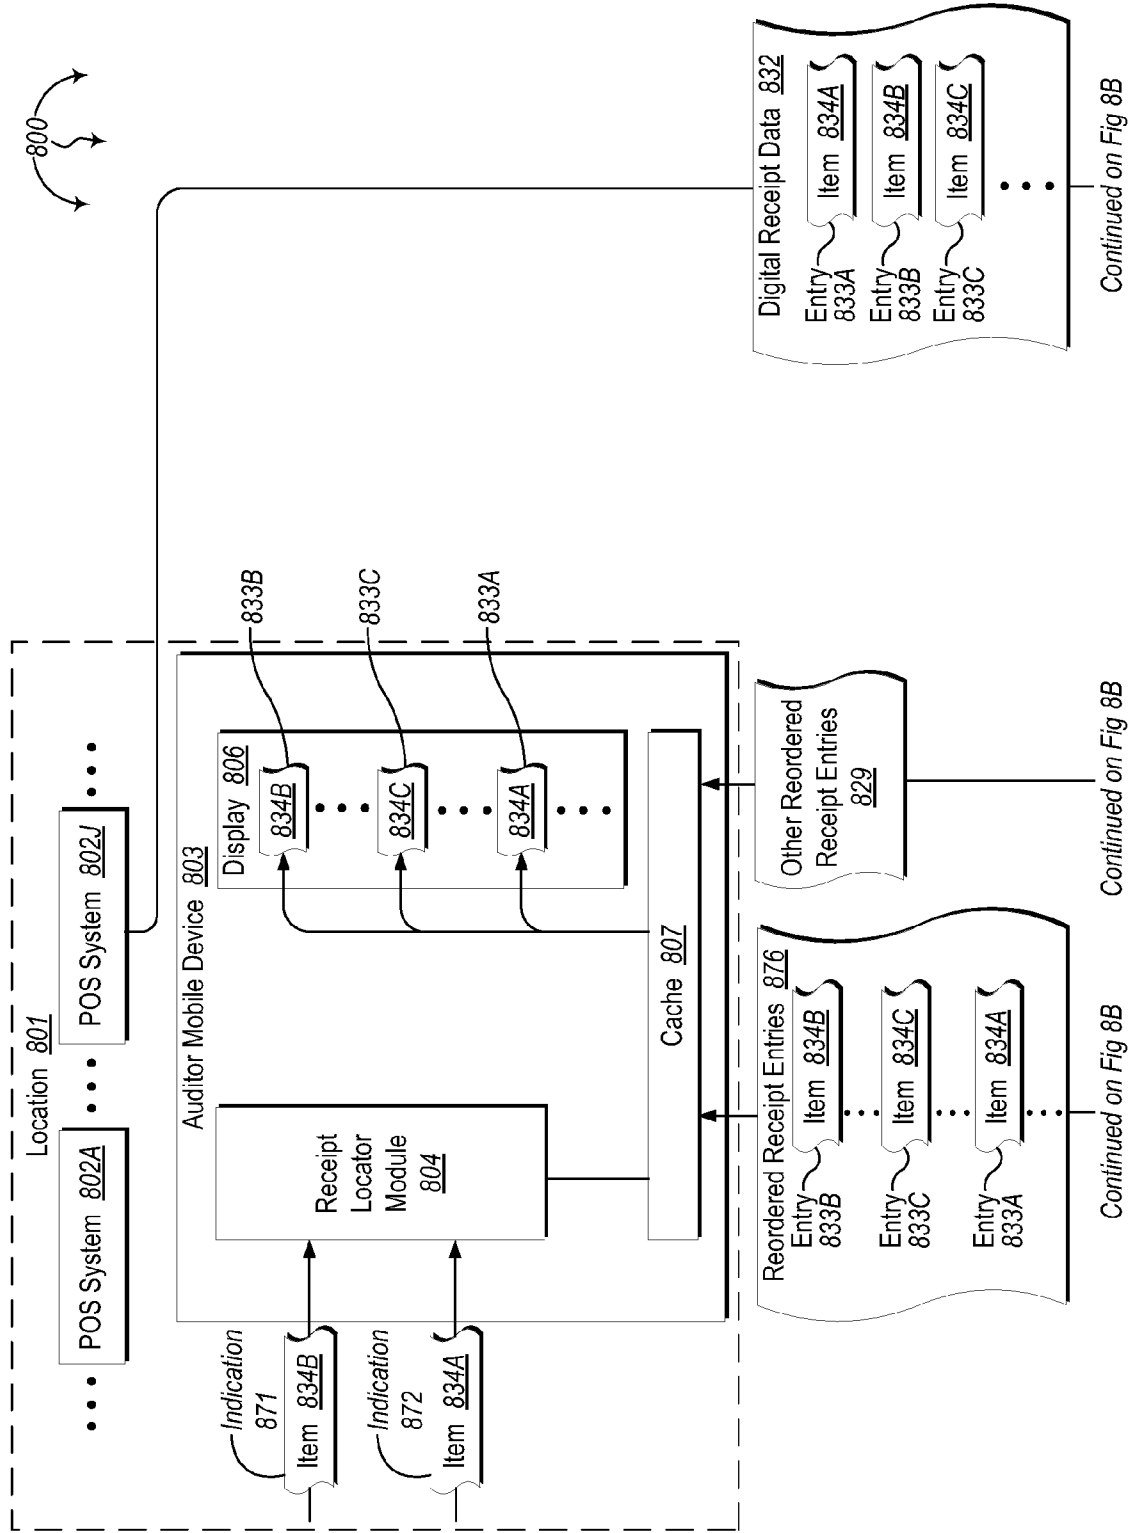 800
Location 801
POS System 802A
POS System 802J
Auditor Mobile Device 803
Indication
871
Item 834B
Indication
872
Item 834A
Receipt
Locator
Module
804
Display 806
834B
834C
834A
833B
833C
833A
Cache 807
Reordered Receipt Entries 876
Entry
833B
Item 834B
Entry
833C
Item 834C
Entry
833A
Item 834A
Continued on Fig 8B
Other Reordered
Receipt Entries
829
Continued on Fig 8B
Digital Receipt Data 832
Entry
833A
Item 834A
Entry
833B
Item 834B
Entry
833C
Item 834C
Continued on Fig 8B